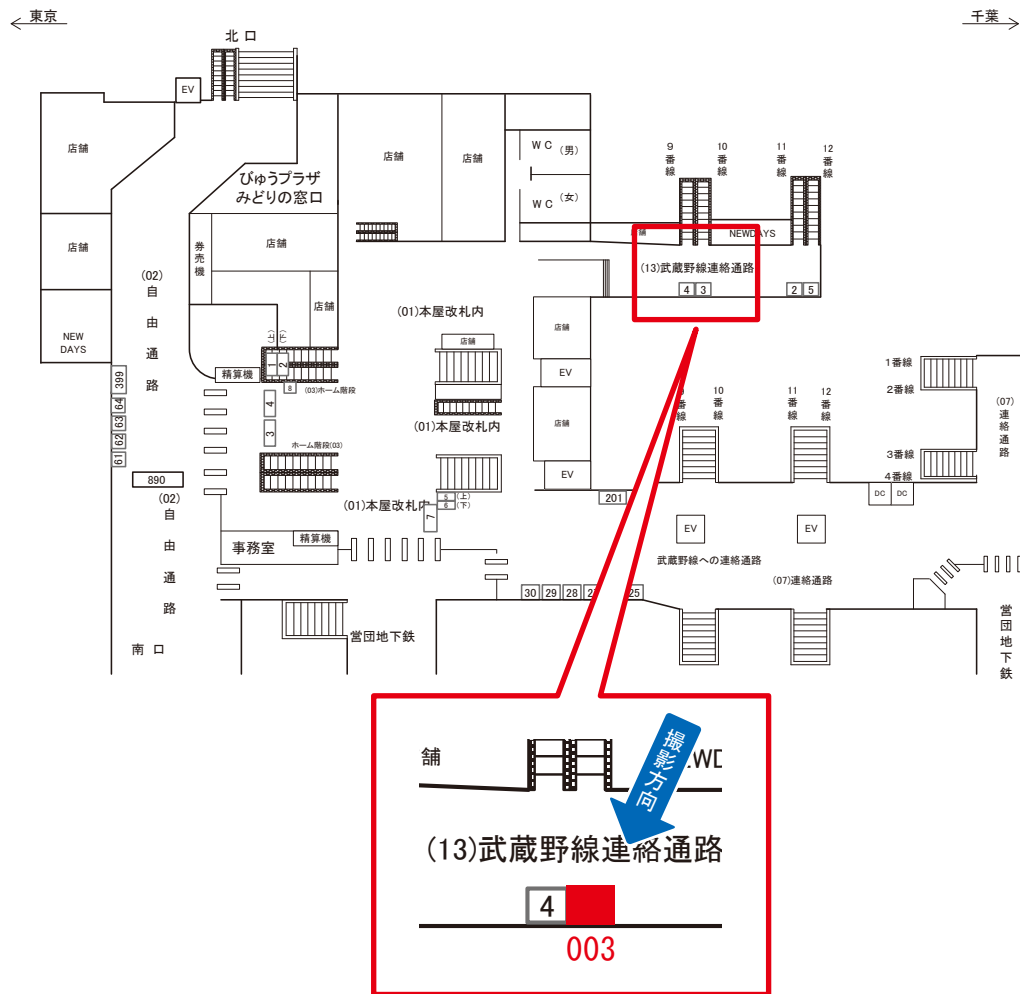 東京
千葉
北口
EV
店舗
店舗
NEW
DAYS
びゅうプラザ
みどりの窓口
券売機
店舗
店舗
店舗
店舗
WC(男)
WC(女)
9番線
10番線
11番線
12番線
NEWDAYS
(13)武蔵野線連絡通路
4
3
2
5
(02)自由通路
(01)本屋改札内
店舗
(上)
(下)
1
2
精算機
8
(03)ホーム階段
4
3
399
64
63
62
61
890
(02)自由通路
店舗
EV
店舗
EV
(01)本屋改札内
ホーム階段(03)
(01)本屋改札内
5
(上)
6
(下)
7
201
番線
10番線
11番線
12番線
1番線
2番線
3番線
4番線
(07)連絡通路
DC
DC
EV
EV
武蔵野線への連絡通路
(07)連絡通路
事務室
精算機
30
29
28
25
営団地下鉄
営団地下鉄
南口
舗
撮影方向
(13)武蔵野線連絡通路
4
003